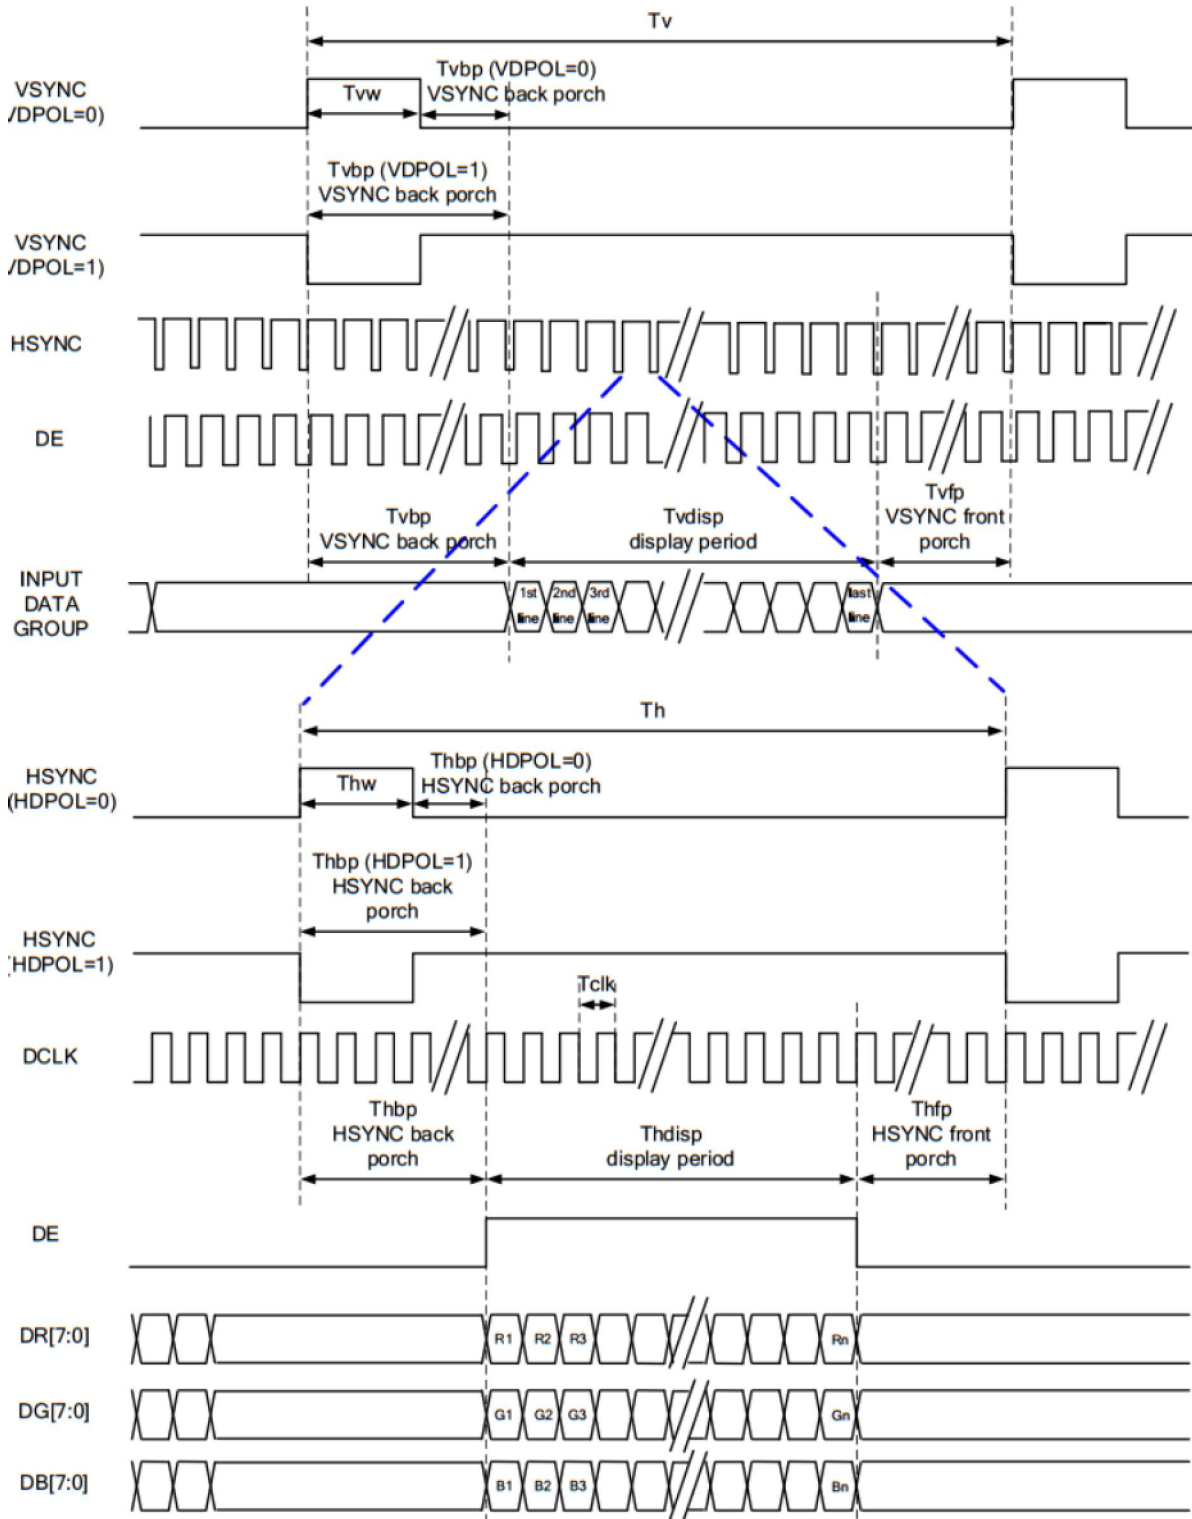 Tv
VSYNC
VDPOL=0)
Tvw
Tvbp (VDPOL=0)
VSYNC back porch
Tvbp (VDPOL=1)
VSYNC back porch
VSYNC
VDPOL=1)
HSYNC
DE
Tvbp
VSYNC back porch
Tvdisp
display period
Tvfp
VSYNC front
porch
INPUT
DATA
GROUP
1st
line
2nd
line
3rd
line
last
line
Th
HSYNC
(HDPOL=0)
Thw
Thbp (HDPOL=0)
HSYNC back porch
Thbp (HDPOL=1)
HSYNC back
porch
HSYNC
(HDPOL=1)
Tclk
DCLK
Thbp
HSYNC back
porch
Thdisp
display period
Thfp
HSYNC front
porch
DE
DR[7:0]
R1 R2 R3 Rn
DG[7:0]
G1 G2 G3 Gn
DB[7:0]
B1 B2 B3 Bn